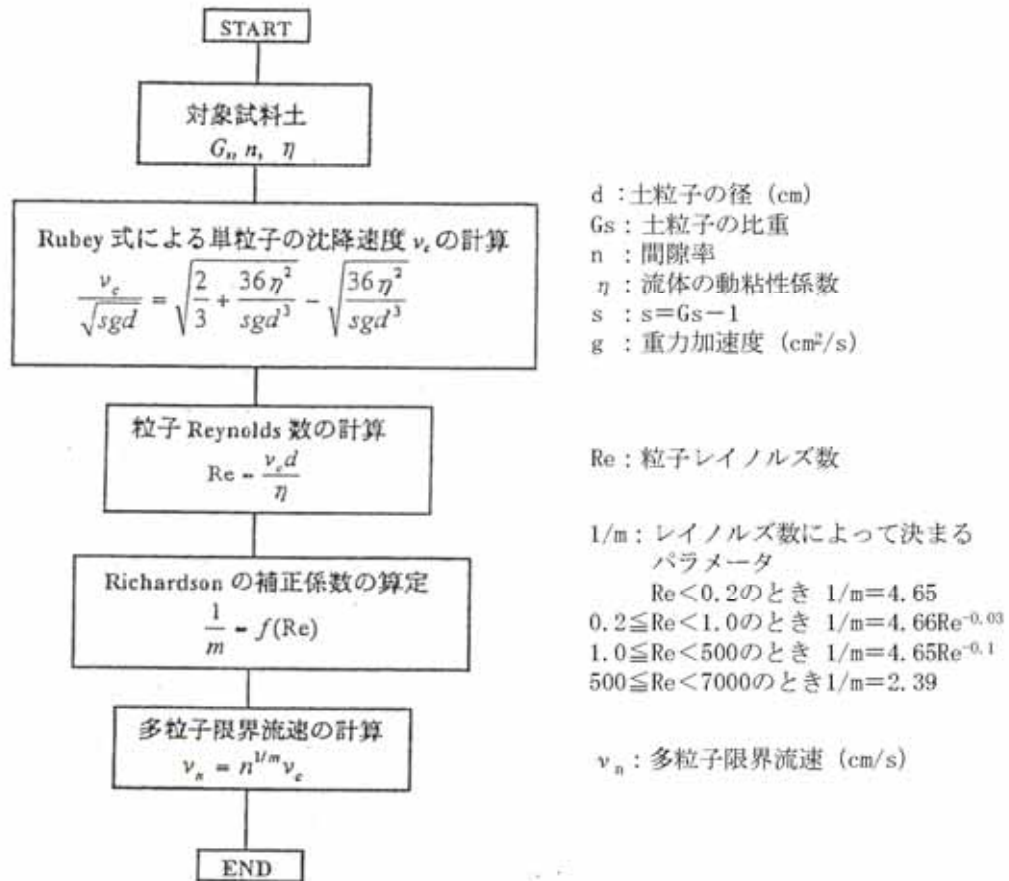 START
対象試料土
Gₛ, n, η
Rubey 式による単粒子の沈降速度 νc の計算
νc/√(sgd) = √(2/3 + 36η²/sgd³) − √(36η²/sgd³)
粒子 Reynolds 数の計算
Re = νc d/η
Richardson の補正係数の算定
1/m = f(Re)
多粒子限界流速の計算
νn = n^(1/m) νc
END
d :土粒子の径 (cm)
Gs:土粒子の比重
n :間隙率
η:流体の動粘性係数
s :s=Gs−1
g :重力加速度 (cm²/s)
Re:粒子レイノルズ数
1/m:レイノルズ数によって決まる
パラメータ
Re<0.2のとき 1/m=4.65
0.2≦Re<1.0のとき 1/m=4.66Re⁻⁰·⁰³
1.0≦Re<500のとき 1/m=4.65Re⁻⁰·¹
500≦Re<7000のとき1/m=2.39
νn:多粒子限界流速 (cm/s)